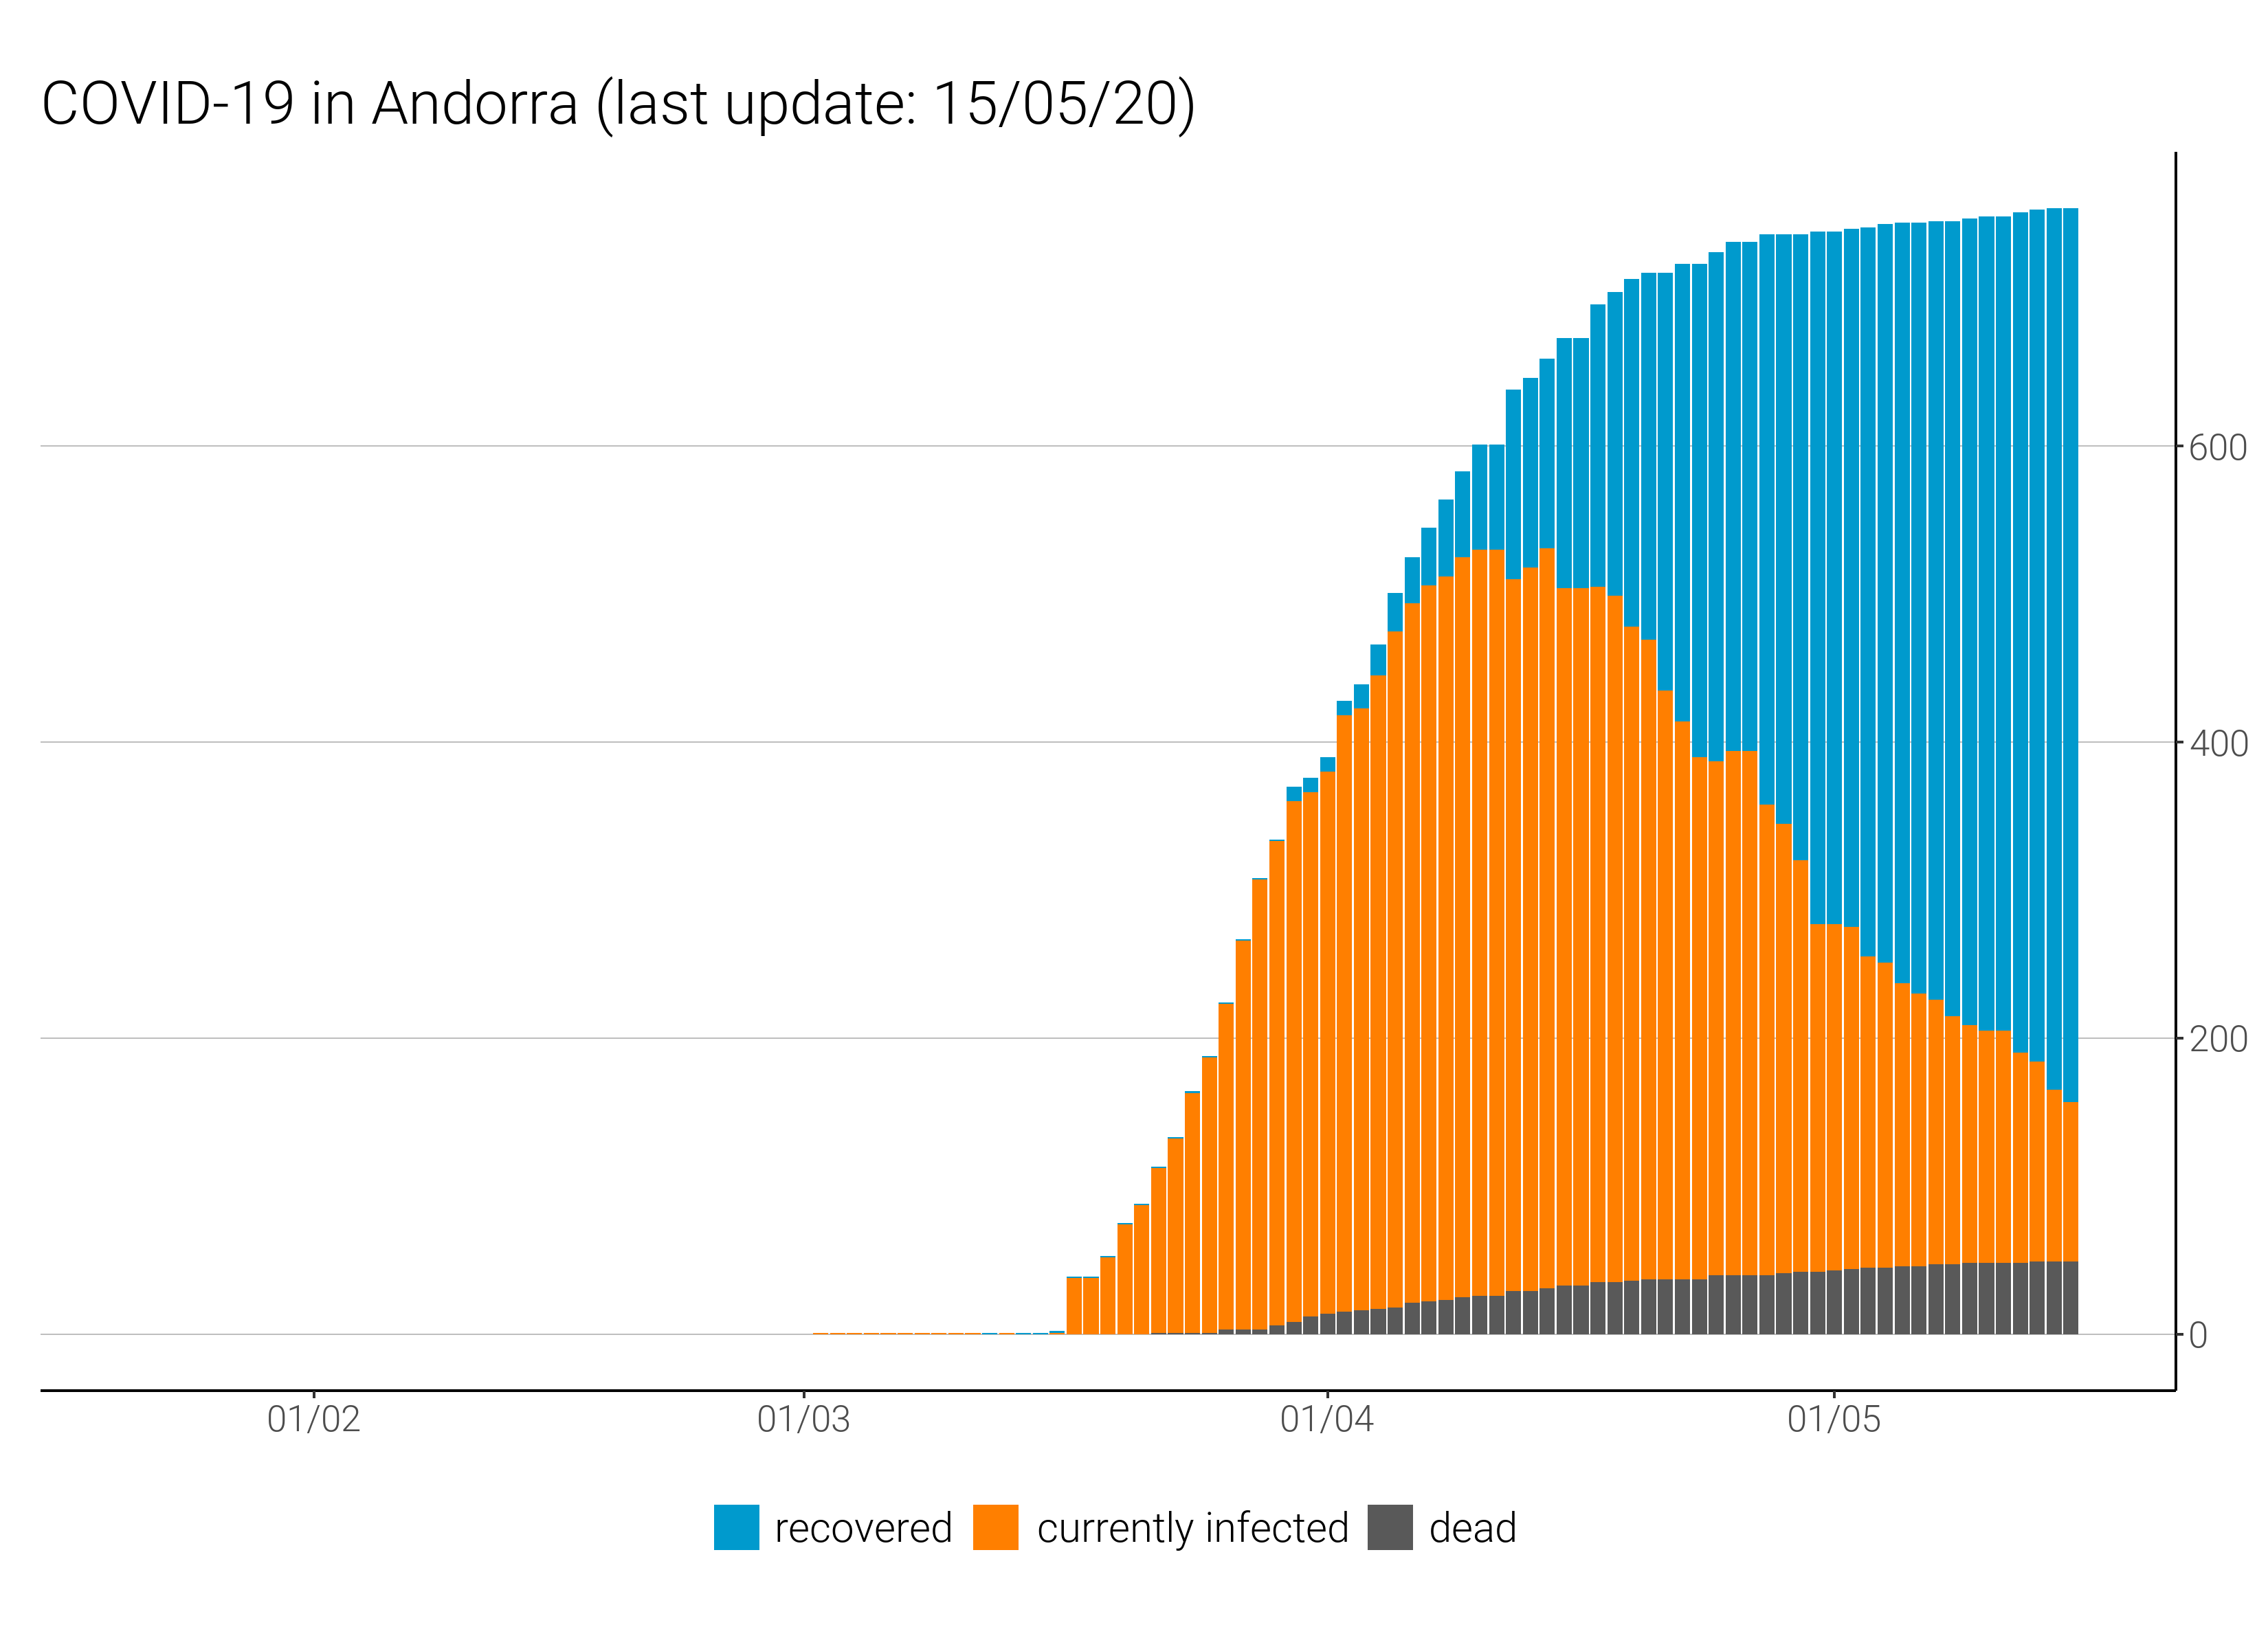 COVID-19 in Andorra (last update: 15/05/20)
600
400
200
0
01/02 01/03 01/04 01/05
recovered currently infected dead